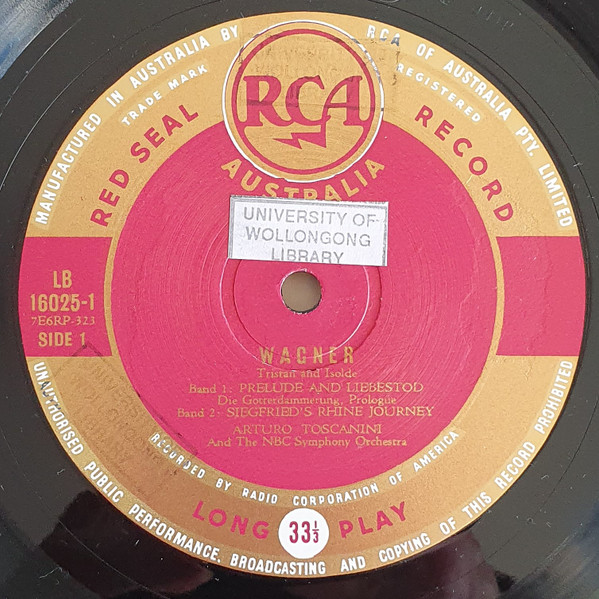 MANUFACTURED IN AUSTRALIA BY RCA OF AUSTRALIA PTY. LIMITED
TRADE MARK
REGISTERED
RED SEAL
RCA
RECORD
AUSTRALIA
UNIVERSITY OF
WOLLONGONG
LIBRARY
LB
16025-1
7E6RP-323
SIDE 1
WAGNER
Tristan and Isolde
Band 1: PRELUDE AND LIEBESTOD
Die Gotterdammerung, Prologue
Band 2: SIEGFRIED'S RHINE JOURNEY
ARTURO TOSCANINI
And The NBC Symphony Orchestra
RECORDED BY RADIO CORPORATION OF AMERICA
LONG 33⅓ PLAY
UNAUTHORISED PUBLIC PERFORMANCE, BROADCASTING AND COPYING OF THIS RECORD PROHIBITED